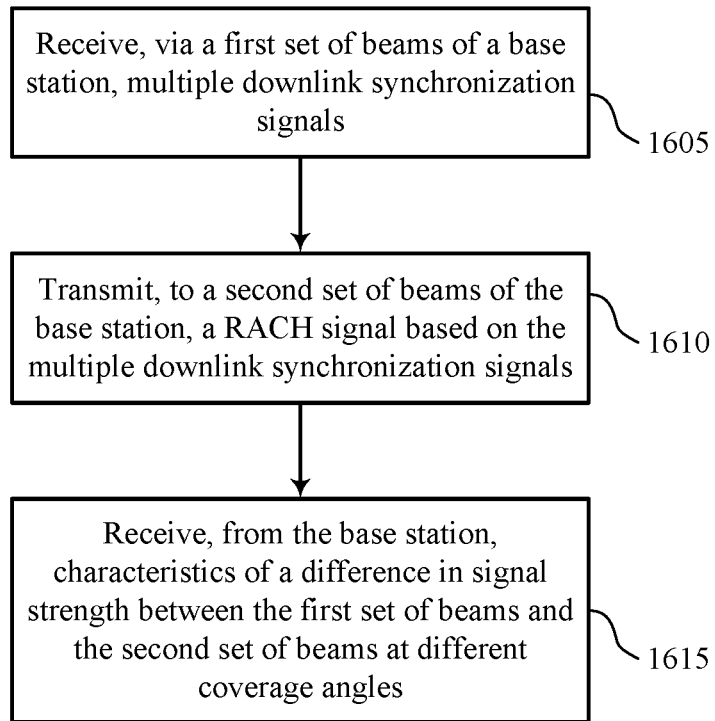 Receive, via a first set of beams of a base
station, multiple downlink synchronization
signals
1605
Transmit, to a second set of beams of the
base station, a RACH signal based on the
multiple downlink synchronization signals
1610
Receive, from the base station,
characteristics of a difference in signal
strength between the first set of beams and
the second set of beams at different
coverage angles
1615